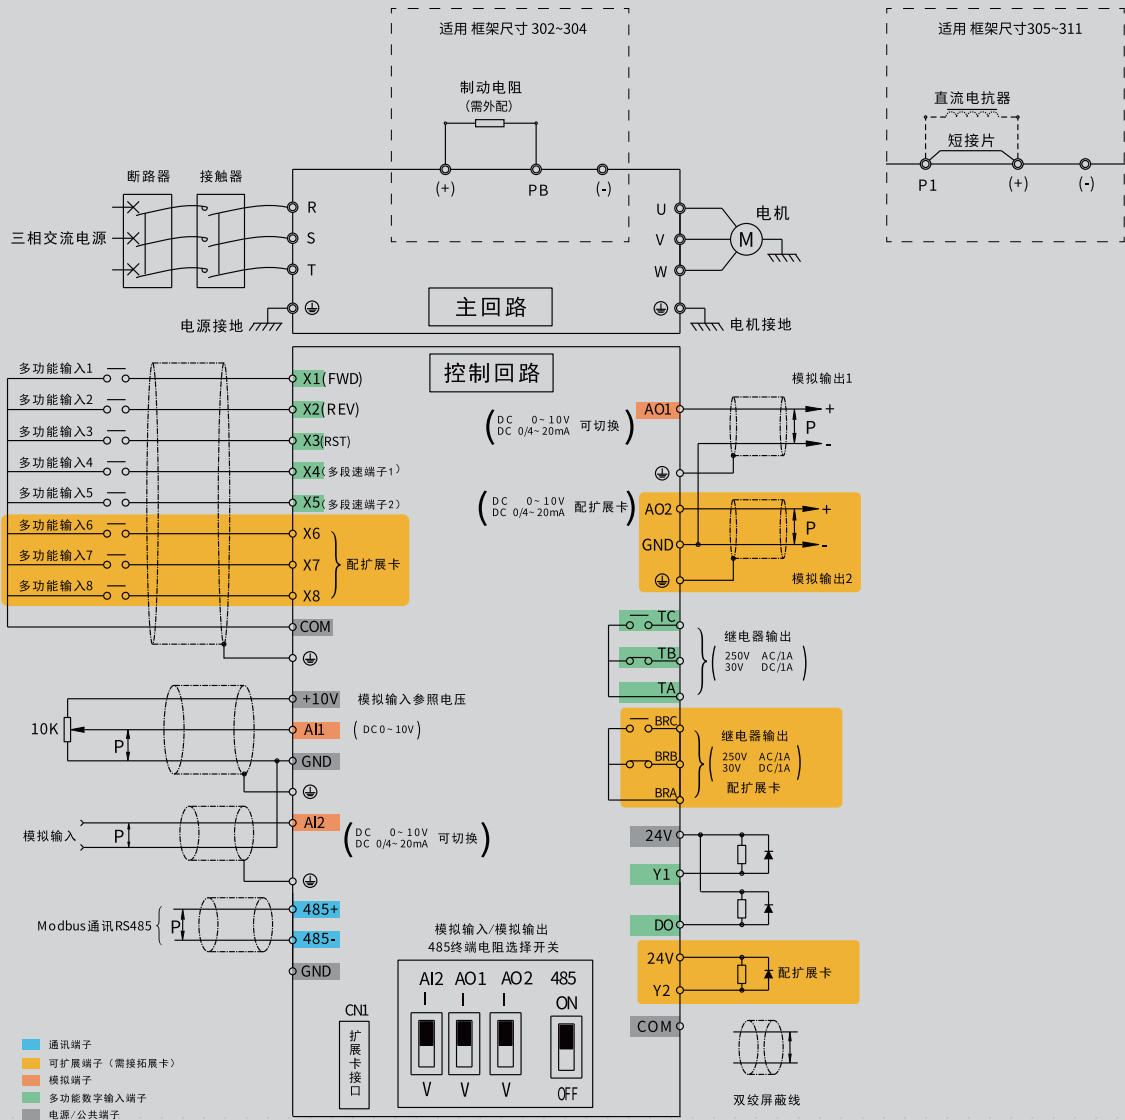 适用 框架尺寸 302~304
制动电阻
(需外配)
(+)
PB
(-)
适用 框架尺寸305~311
直流电抗器
短接片
P1
(+)
(-)
断路器
接触器
三相交流电源
R
S
T
电源接地
U
V
W
M
电机
电机接地
主回路
控制回路
多功能输入1
多功能输入2
多功能输入3
多功能输入4
多功能输入5
多功能输入6
多功能输入7
多功能输入8
X1(FWD)
X2(REV)
X3(RST)
X4(多段速端子1)
X5(多段速端子2)
X6
X7
X8
配扩展卡
COM
+10V 模拟输入参照电压
10K
P
AI1 (DC 0~10V)
GND
AI2
模拟输入
P
(DC 0~10V
DC 0/4~20mA 可切换)
Modbus通讯RS485
P
485+
485-
GND
模拟输出1
AO1
(DC 0~10V
DC 0/4~20mA 可切换)
+
P
-
(DC 0~10V
DC 0/4~20mA 配扩展卡)
AO2
GND
+
P
-
模拟输出2
TC
TB
TA
继电器输出
(250V AC/1A
30V DC/1A)
BRC
BRB
BRA
继电器输出
(250V AC/1A
30V DC/1A)
配扩展卡
24V
Y1
DO
24V
Y2
配扩展卡
COM
双绞屏蔽线
模拟输入/模拟输出
485终端电阻选择开关
AI2 AO1 AO2 485
I I I ON
V V V OFF
CN1
扩展卡接口
通讯端子
可扩展端子（需接拓展卡）
模拟端子
多功能数字输入端子
电源/公共端子